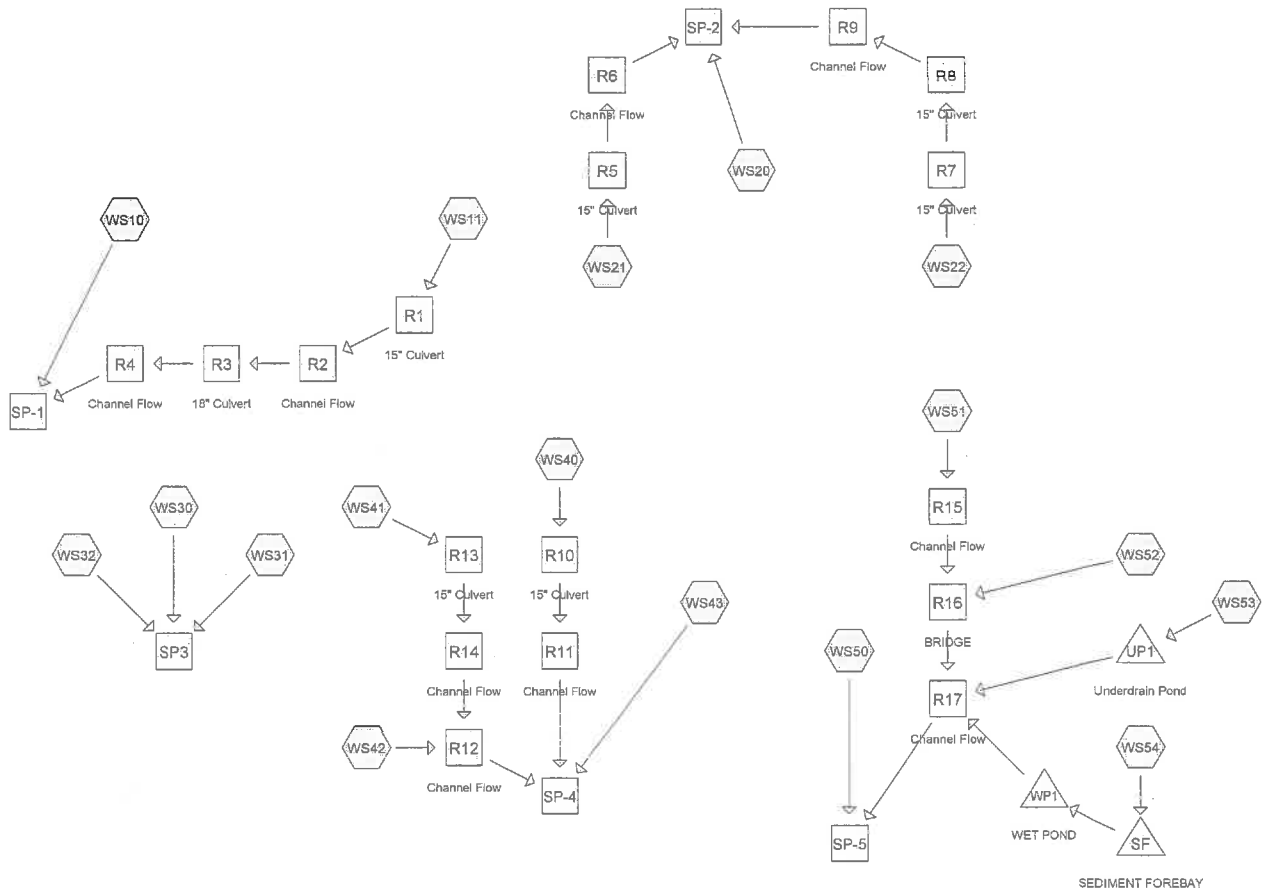 SP-2
R9
Channel Flow
R6
Channel Flow
R8
15" Culvert
R5
15" Culvert
WS20
R7
15" Culvert
WS21
WS22
WS10
WS11
R1
15" Culvert
R4
Channel Flow
R3
18" Culvert
R2
Channel Flow
SP-1
WS51
R15
Channel Flow
WS52
R16
BRIDGE
WS53
UP1
Underdrain Pond
WS50
R17
Channel Flow
WS54
WP1
WET POND
SP-5
SF
SEDIMENT FOREBAY
WS30
WS32
WS31
SP3
WS40
WS41
R13
15" Culvert
R10
15" Culvert
WS43
R14
Channel Flow
R11
Channel Flow
WS42
R12
Channel Flow
SP-4